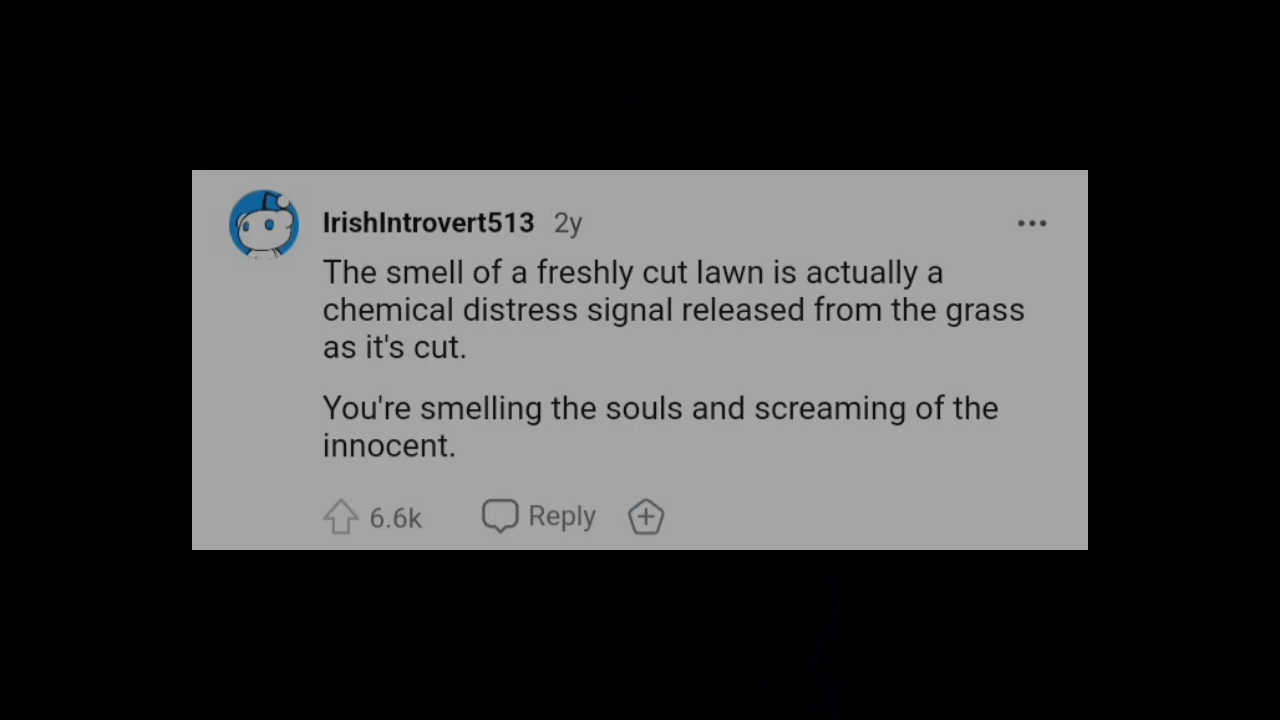 IrishIntrovert513 2y
The smell of a freshly cut lawn is actually a
chemical distress signal released from the grass
as it's cut.
You're smelling the souls and screaming of the
innocent.
6.6k Reply